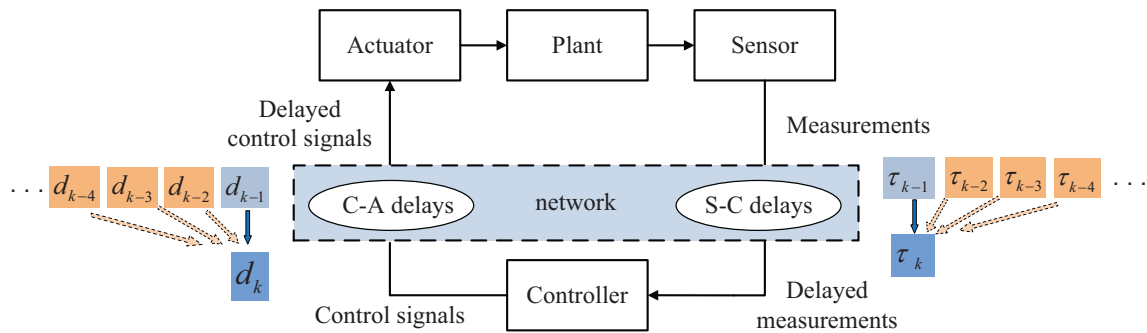 Actuator
Plant
Sensor
Delayed
control signals
Measurements
. . . d_{k-4} d_{k-3} d_{k-2} d_{k-1}
C-A delays
network
S-C delays
τ_{k-1} τ_{k-2} τ_{k-3} τ_{k-4} . . .
d_k
τ_k
Control signals
Controller
Delayed
measurements